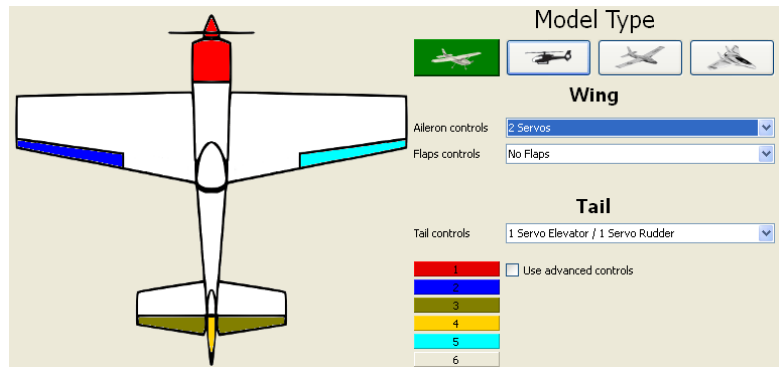 Model Type
Wing
Aileron controls 2 Servos
Flaps controls No Flaps
Tail
Tail controls 1 Servo Elevator / 1 Servo Rudder
1 Use advanced controls
2
3
4
5
6